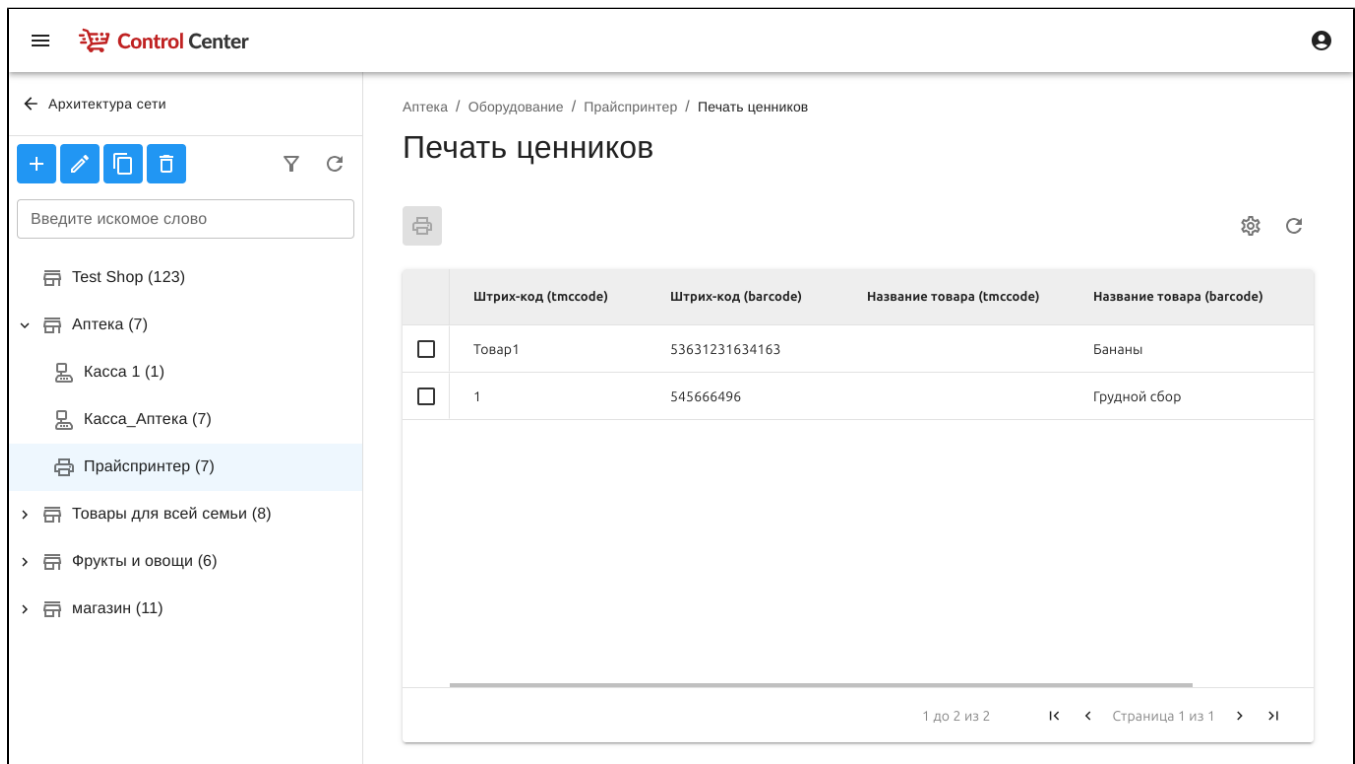 Control Center
Архитектура сети
Введите искомое слово
Test Shop (123)
Аптека (7)
Касса 1 (1)
Касса_Аптека (7)
Прайспринтер (7)
Товары для всей семьи (8)
Фрукты и овощи (6)
магазин (11)
Аптека / Оборудование / Прайспринтер / Печать ценников
Печать ценников
Штрих-код (tmccode) Штрих-код (barcode) Название товара (tmccode) Название товара (barcode)
Товар1 53631231634163 Бананы
1 545666496 Грудной сбор
1 до 2 из 2 Страница 1 из 1